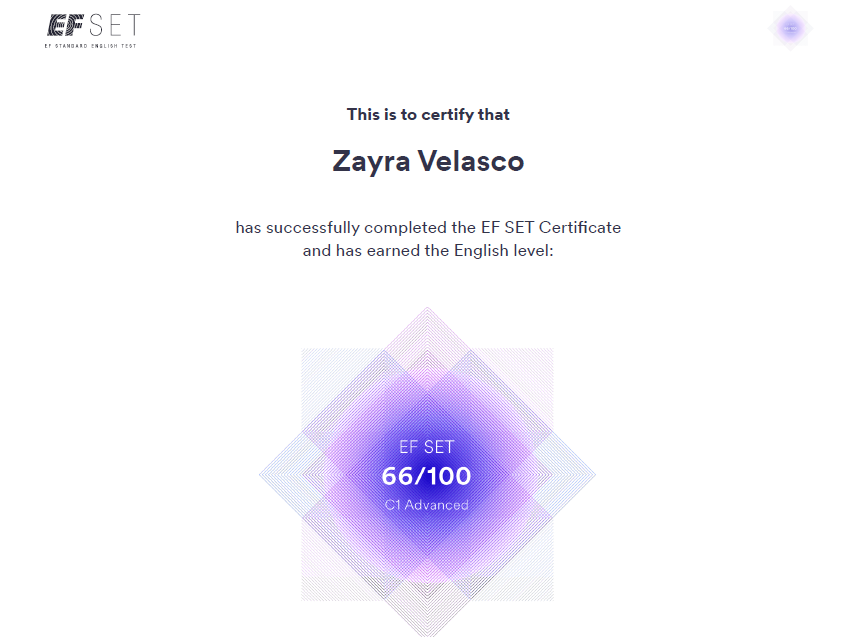 EF SET
EF STANDARD ENGLISH TEST
This is to certify that
Zayra Velasco
has successfully completed the EF SET Certificate
and has earned the English level:
EF SET
66/100
C1 Advanced